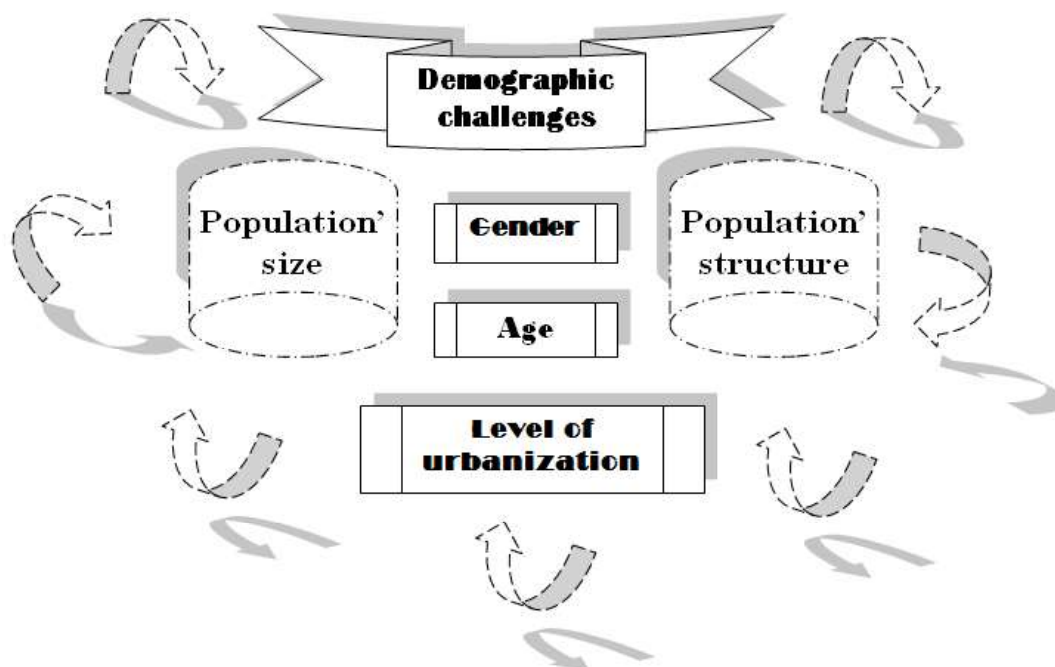 Demographic
challenges
Population’
size
Gender
Population’
structure
Age
Level of
urbanization